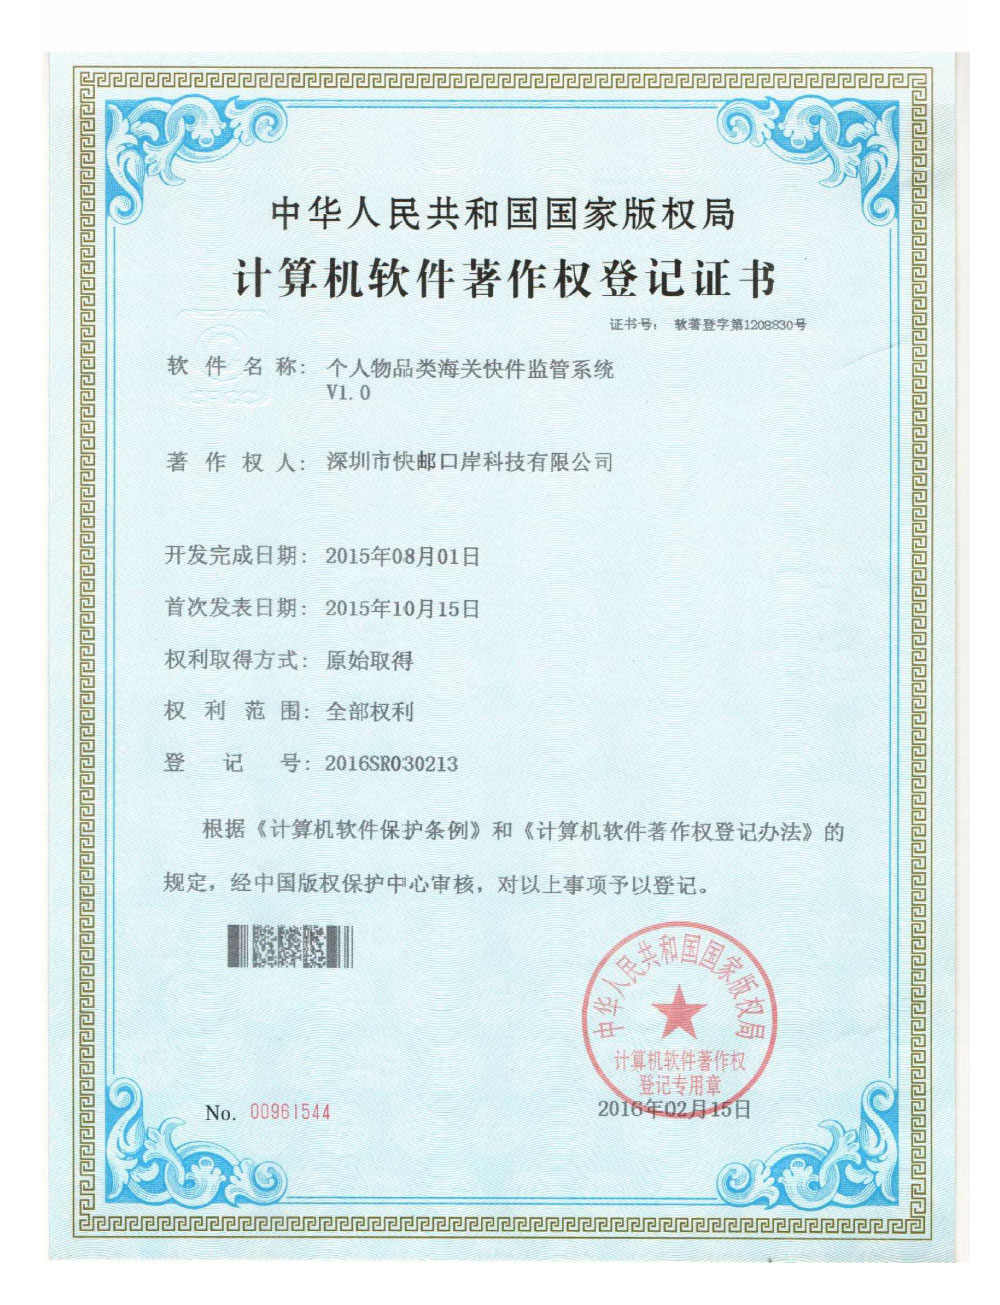 中华人民共和国国家版权局
计算机软件著作权登记证书
证书号： 软著登字第1208830号
软件名称： 个人物品类海关快件监管系统
V1.0
著作权人： 深圳市快邮口岸科技有限公司
开发完成日期： 2015年08月01日
首次发表日期： 2015年10月15日
权利取得方式： 原始取得
权利范围： 全部权利
登记号： 2016SR030213
根据《计算机软件保护条例》和《计算机软件著作权登记办法》的
规定，经中国版权保护中心审核，对以上事项予以登记。
中华人民共和国国家版权局
计算机软件著作权
登记专用章
No. 00961544
2016年02月15日